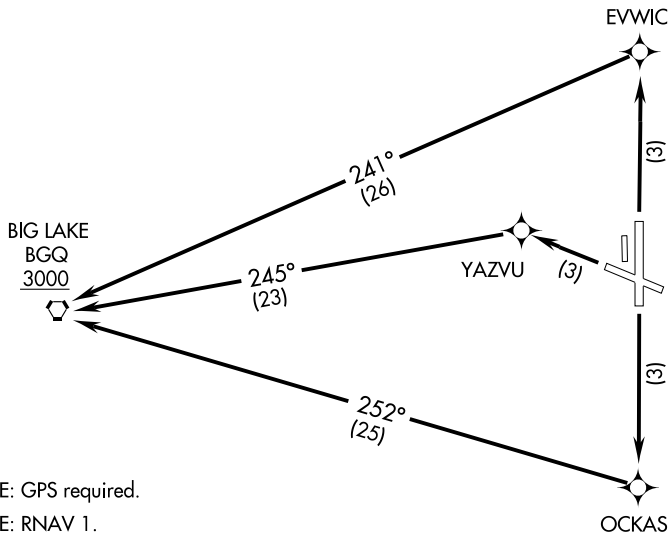 EVWIC
(3)
241°
(26)
BIG LAKE
BGQ
3000
YAZVU
(3)
245°
(23)
(3)
252°
(25)
E: GPS required.
E: RNAV 1.
OCKAS